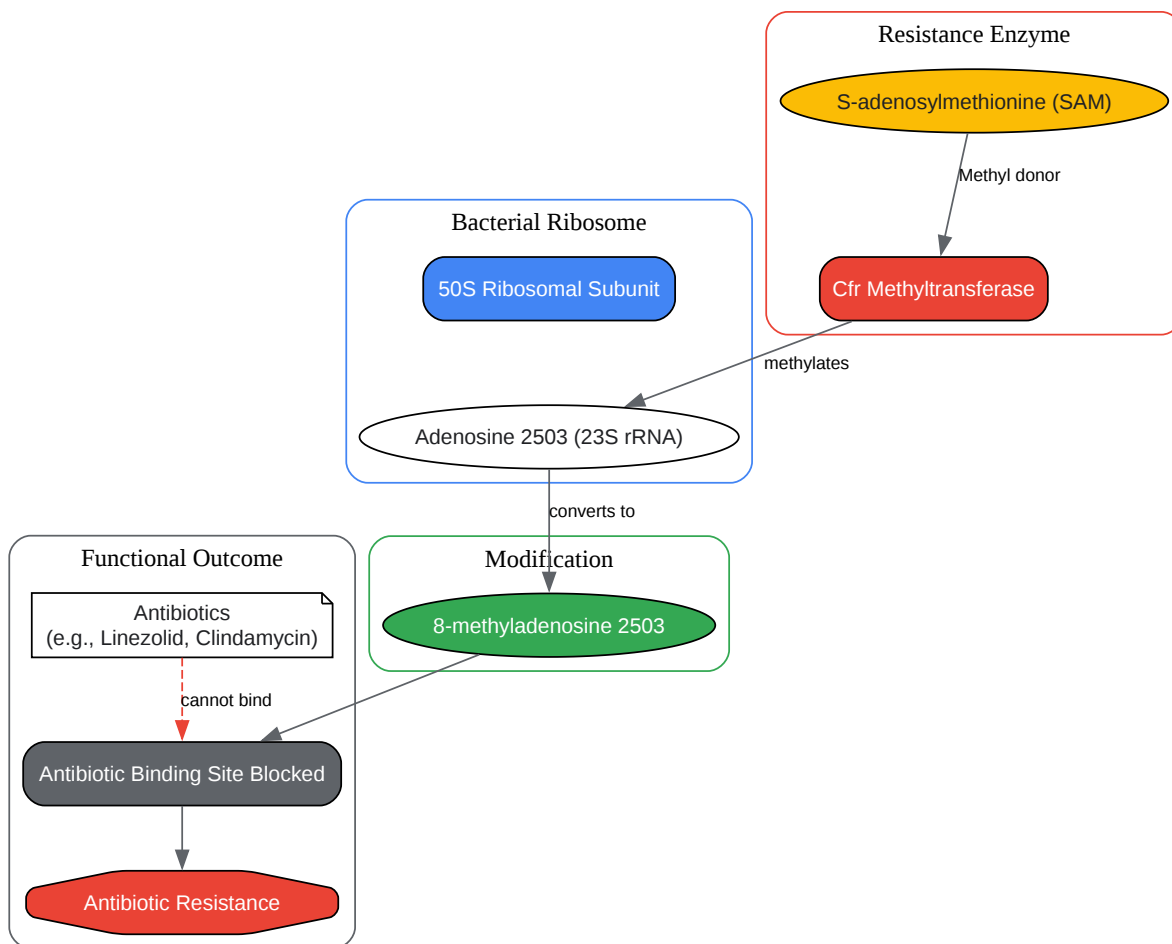 Resistance Enzyme
S-adenosylmethionine (SAM)
Methyl donor
Bacterial Ribosome
50S Ribosomal Subunit
Cfr Methyltransferase
methylates
Adenosine 2503 (23S rRNA)
converts to
Functional Outcome
Modification
Antibiotics
(e.g., Linezolid, Clindamycin)
8-methyladenosine 2503
cannot bind
Antibiotic Binding Site Blocked
Antibiotic Resistance